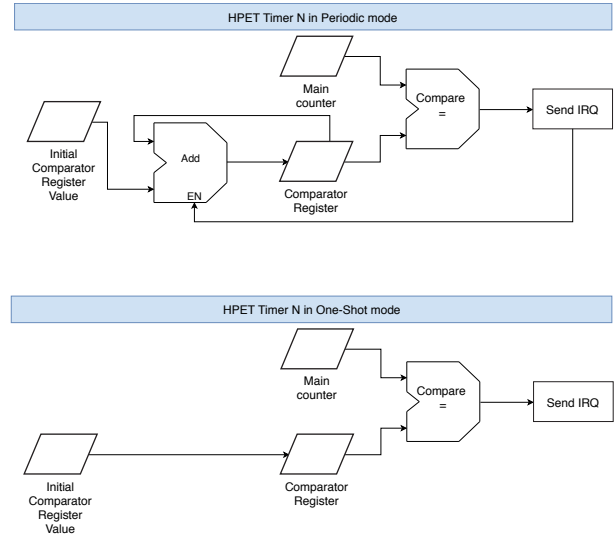 HPET Timer N in Periodic mode
Main
counter
Compare
=
Send IRQ
Initial
Comparator
Register
Value
Add
EN
Comparator
Register
HPET Timer N in One-Shot mode
Main
counter
Compare
=
Send IRQ
Initial
Comparator
Register
Value
Comparator
Register